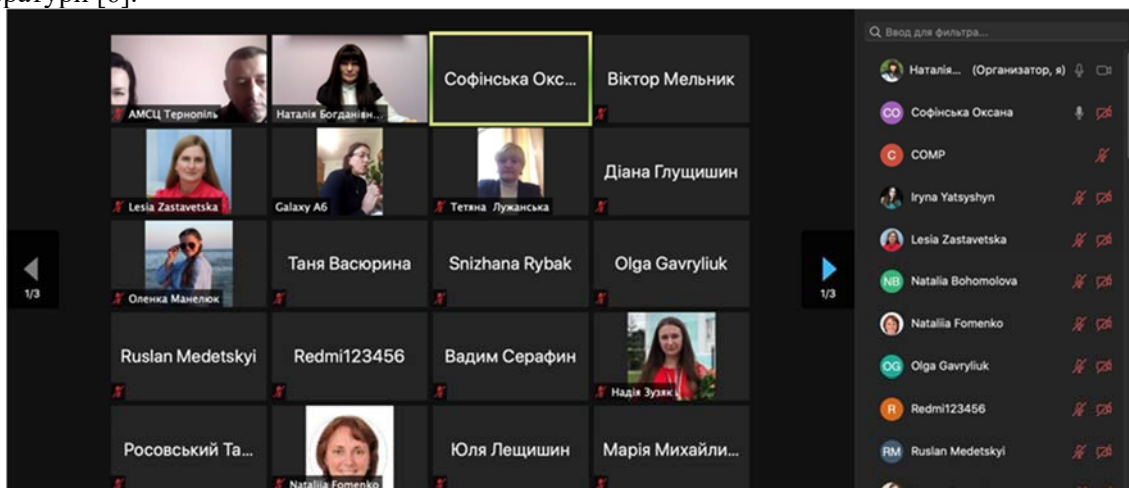 [6].
Ввод для фильтра...
Софінська Окс...
Віктор Мельник
АМСЦ Тернопіль
Наталія Богданівн...
Діана Глущишин
Lesia Zastavetska
Galaxy A6
Тетяна Лужанська
Таня Васюрина
Snizhana Rybak
Olga Gavryliuk
Оленка Манелюк
1/3
1/3
Ruslan Medetskyi
Redmi123456
Вадим Серафин
Надія Зузяк
Росовський Та...
Nataliia Fomenko
Юля Лещишин
Марія Михайли...
Наталія... (Организатор, я)
CO Софінська Оксана
C COMP
Iryna Yatsyshyn
Lesia Zastavetska
NB Natalia Bohomolova
Nataliia Fomenko
OG Olga Gavryliuk
R Redmi123456
RM Ruslan Medetskyi